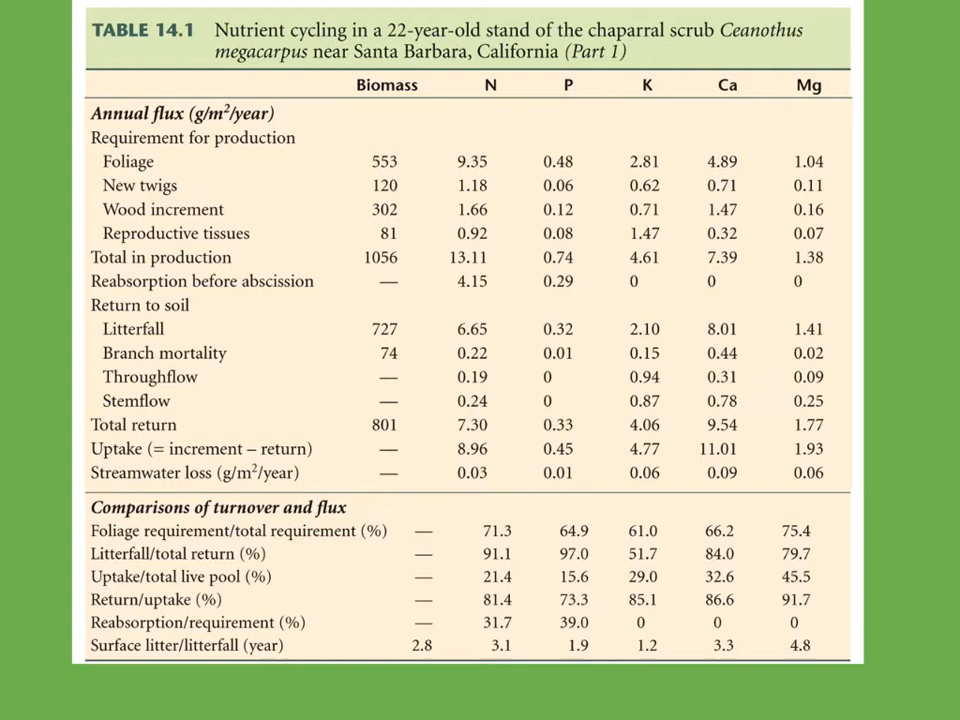 TABLE 14.1 Nutrient cycling in a 22-year-old stand of the chaparral scrub Ceanothus
megacarpus near Santa Barbara, California (Part 1)
Biomass N P K Ca Mg
Annual flux (g/m²/year)
Requirement for production
Foliage 553 9.35 0.48 2.81 4.89 1.04
New twigs 120 1.18 0.06 0.62 0.71 0.11
Wood increment 302 1.66 0.12 0.71 1.47 0.16
Reproductive tissues 81 0.92 0.08 1.47 0.32 0.07
Total in production 1056 13.11 0.74 4.61 7.39 1.38
Reabsorption before abscission — 4.15 0.29 0 0 0
Return to soil
Litterfall 727 6.65 0.32 2.10 8.01 1.41
Branch mortality 74 0.22 0.01 0.15 0.44 0.02
Throughflow — 0.19 0 0.94 0.31 0.09
Stemflow — 0.24 0 0.87 0.78 0.25
Total return 801 7.30 0.33 4.06 9.54 1.77
Uptake (= increment – return) — 8.96 0.45 4.77 11.01 1.93
Streamwater loss (g/m²/year) — 0.03 0.01 0.06 0.09 0.06
Comparisons of turnover and flux
Foliage requirement/total requirement (%) — 71.3 64.9 61.0 66.2 75.4
Litterfall/total return (%) — 91.1 97.0 51.7 84.0 79.7
Uptake/total live pool (%) — 21.4 15.6 29.0 32.6 45.5
Return/uptake (%) — 81.4 73.3 85.1 86.6 91.7
Reabsorption/requirement (%) — 31.7 39.0 0 0 0
Surface litter/litterfall (year) 2.8 3.1 1.9 1.2 3.3 4.8